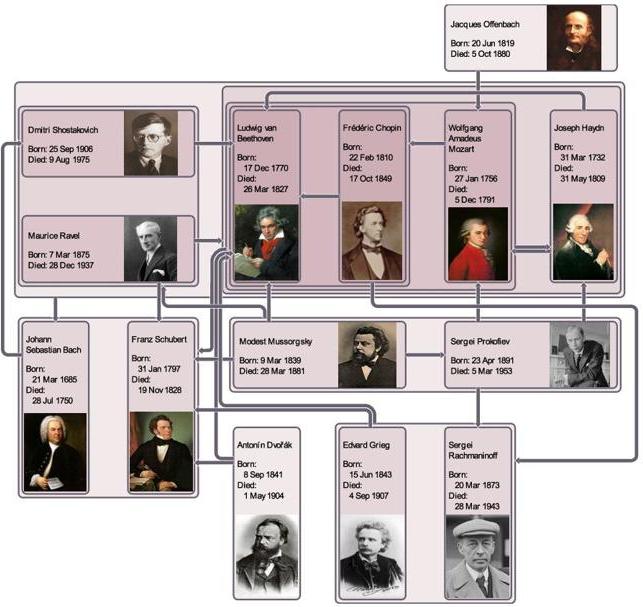 Jacques Offenbach
Born: 20 Jun 1819
Died: 5 Oct 1880
Dmitri Shostakovich
Born: 25 Sep 1906
Died: 9 Aug 1975
Ludwig van
Beethoven
Born:
17 Dec 1770
Died:
26 Mar 1827
Frédéric Chopin
Born:
22 Feb 1810
Died:
17 Oct 1849
Wolfgang
Amadeus
Mozart
Born:
27 Jan 1756
Died:
5 Dec 1791
Joseph Haydn
Born:
31 Mar 1732
Died:
31 May 1809
Maurice Ravel
Born: 7 Mar 1875
Died: 28 Dec 1937
Johann
Sebastian Bach
Born:
21 Mar 1685
Died:
28 Jul 1750
Franz Schubert
Born:
31 Jan 1797
Died:
19 Nov 1828
Modest Mussorgsky
Born: 9 Mar 1839
Died: 28 Mar 1881
Sergei Prokofiev
Born: 23 Apr 1891
Died: 5 Mar 1953
Antonín Dvořák
Born:
8 Sep 1841
Died:
1 May 1904
Edvard Grieg
Born:
15 Jun 1843
Died:
4 Sep 1907
Sergei
Rachmaninoff
Born:
20 Mar 1873
Died:
28 Mar 1943